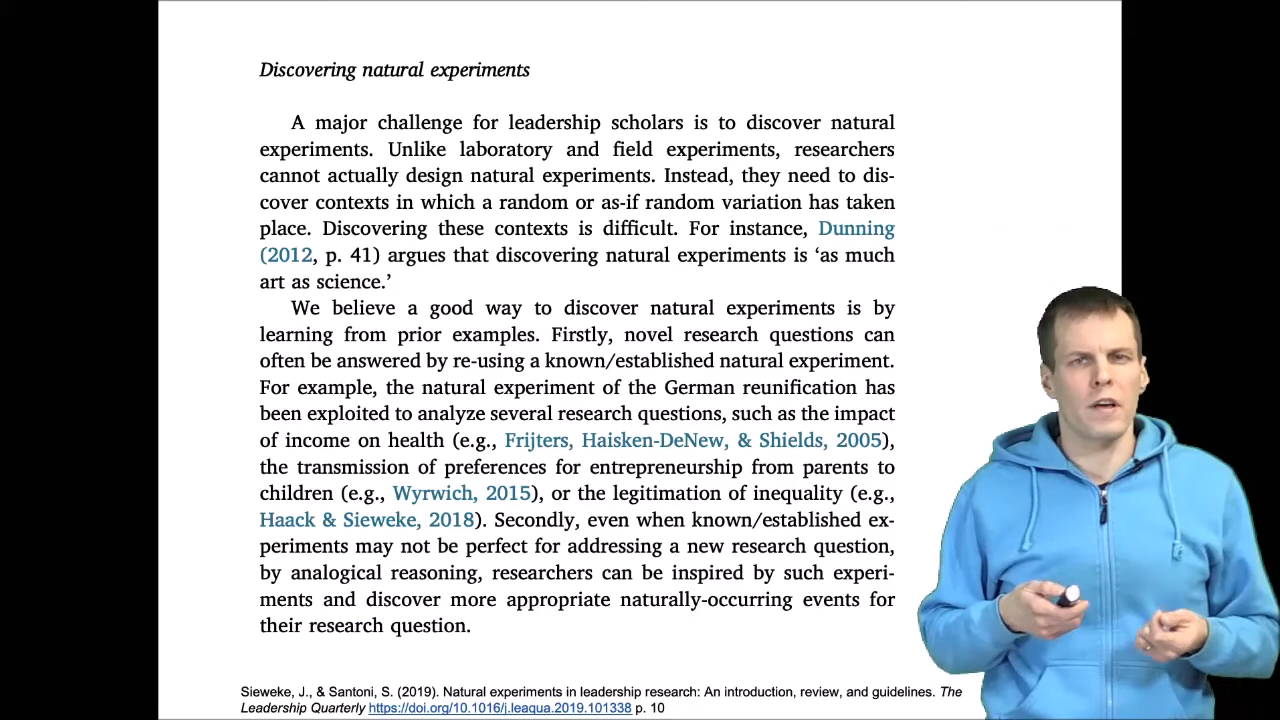 Discovering natural experiments
A major challenge for leadership scholars is to discover natural
experiments. Unlike laboratory and field experiments, researchers
cannot actually design natural experiments. Instead, they need to dis-
cover contexts in which a random or as-if random variation has taken
place. Discovering these contexts is difficult. For instance, Dunning
(2012, p. 41) argues that discovering natural experiments is ‘as much
art as science.’
We believe a good way to discover natural experiments is by
learning from prior examples. Firstly, novel research questions can
often be answered by re-using a known/established natural experiment.
For example, the natural experiment of the German reunification has
been exploited to analyze several research questions, such as the impact
of income on health (e.g., Frijters, Haisken-DeNew, & Shields, 2005),
the transmission of preferences for entrepreneurship from parents to
children (e.g., Wyrwich, 2015), or the legitimation of inequality (e.g.,
Haack & Sieweke, 2018). Secondly, even when known/established ex-
periments may not be perfect for addressing a new research question,
by analogical reasoning, researchers can be inspired by such experi-
ments and discover more appropriate naturally-occurring events for
their research question.
Sieweke, J., & Santoni, S. (2019). Natural experiments in leadership research: An introduction, review, and guidelines. The
Leadership Quarterly https://doi.org/10.1016/j.leaqua.2019.101338 p. 10